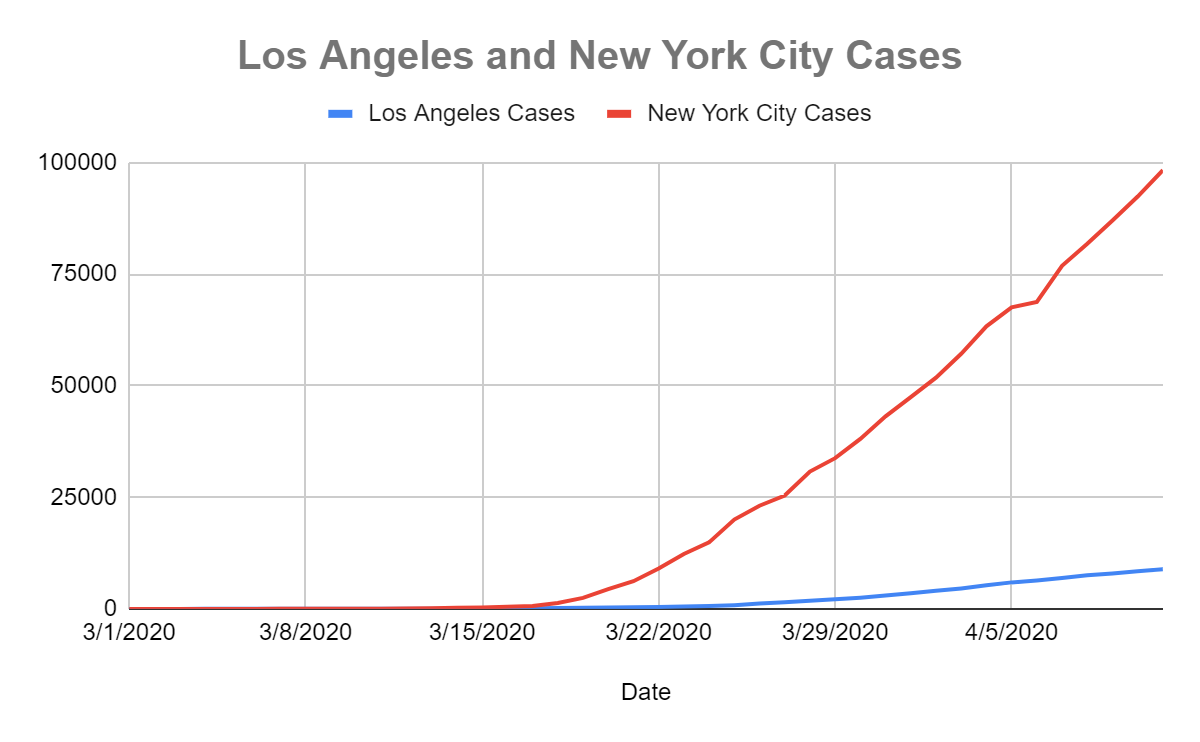 Los Angeles and New York City Cases
Los Angeles Cases New York City Cases
100000
75000
50000
25000
0
3/1/2020 3/8/2020 3/15/2020 3/22/2020 3/29/2020 4/5/2020
Date